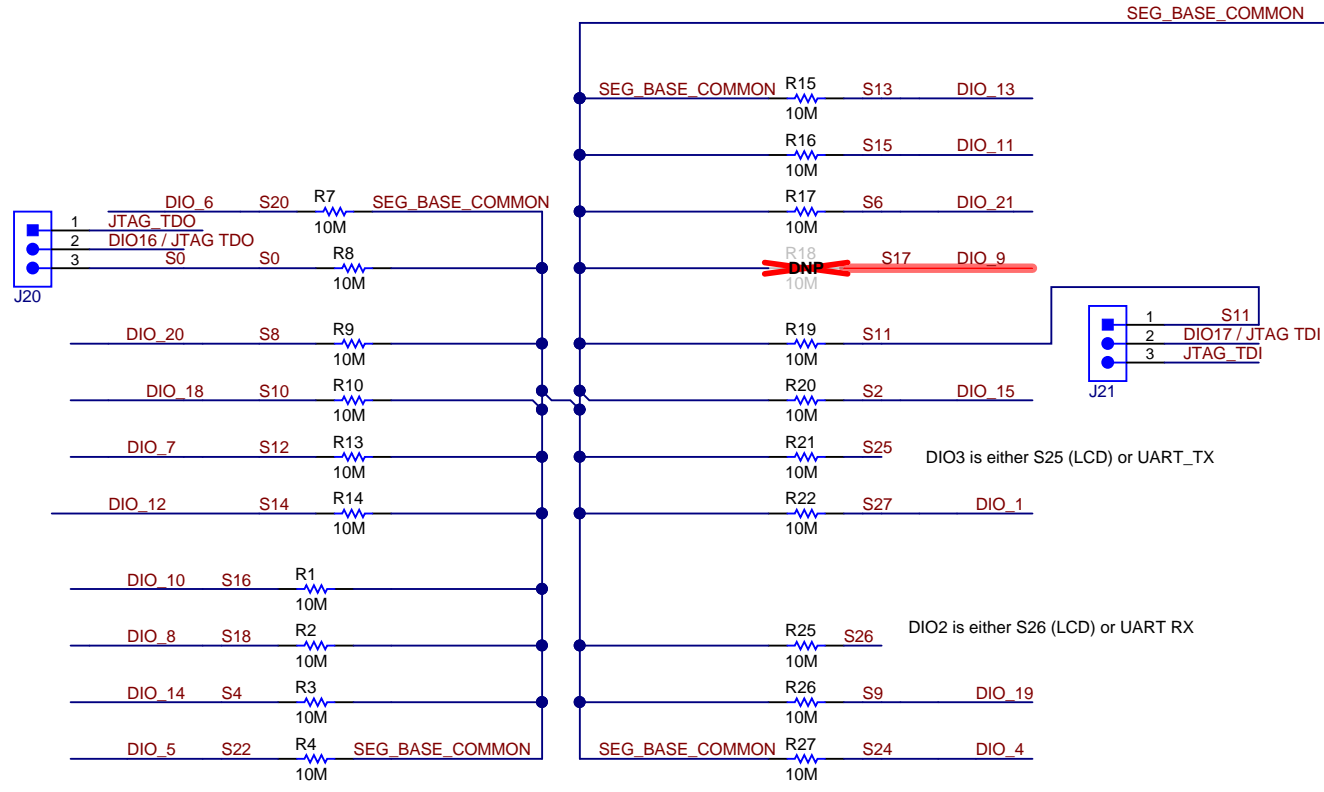 SEG_BASE_COMMON
SEG_BASE_COMMON R15 10M S13 DIO_13
R16 10M S15 DIO_11
DIO_6 S20 R7 10M SEG_BASE_COMMON
R17 10M S6 DIO_21
1 JTAG_TDO
2 DIO16 / JTAG TDO
3 S0 S0 R8 10M
J20
R18 DNP 10M S17 DIO_9
DIO_20 S8 R9 10M
R19 10M S11
1 S11
2 DIO17 / JTAG TDI
3 JTAG_TDI
J21
DIO_18 S10 R10 10M
R20 10M S2 DIO_15
DIO_7 S12 R13 10M
R21 10M S25
DIO3 is either S25 (LCD) or UART_TX
DIO_12 S14 R14 10M
R22 10M S27 DIO_1
DIO_10 S16 R1 10M
DIO_8 S18 R2 10M
R25 10M S26
DIO2 is either S26 (LCD) or UART RX
DIO_14 S4 R3 10M
R26 10M S9 DIO_19
DIO_5 S22 R4 10M SEG_BASE_COMMON
SEG_BASE_COMMON R27 10M S24 DIO_4